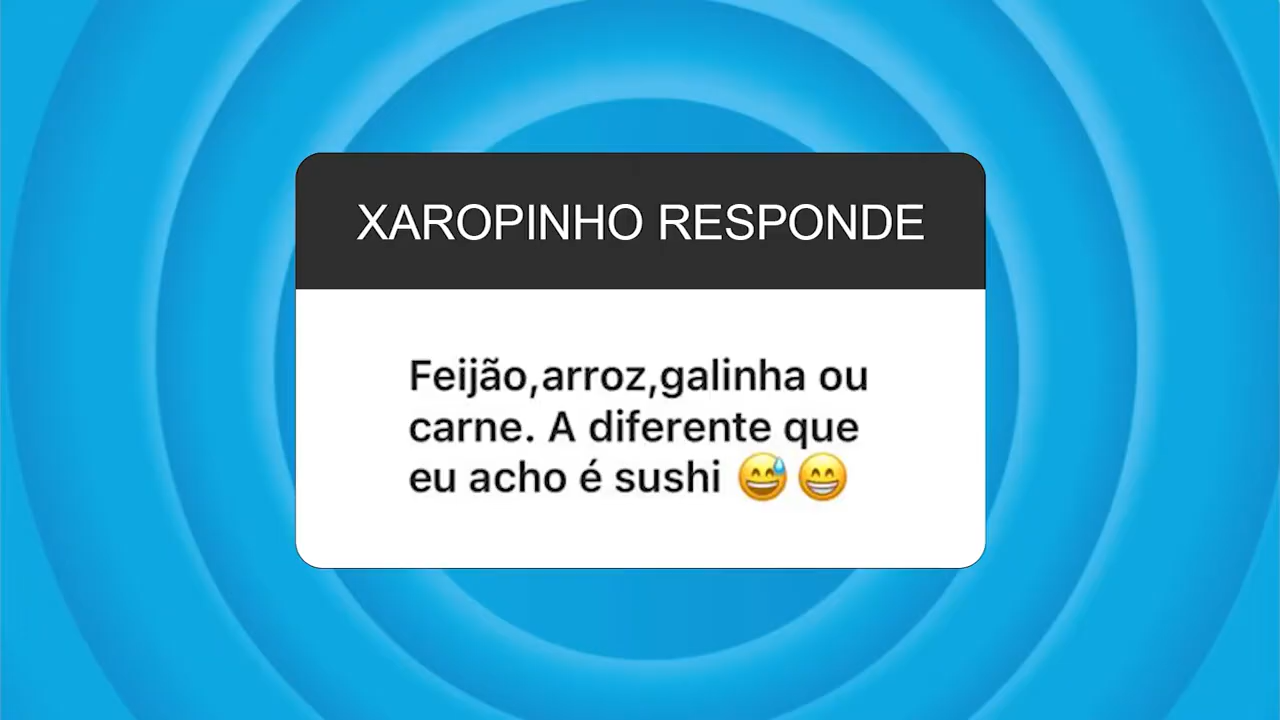 XAROPINHO RESPONDE
Feijão,arroz,galinha ou
carne. A diferente que
eu acho é sushi 😅😁